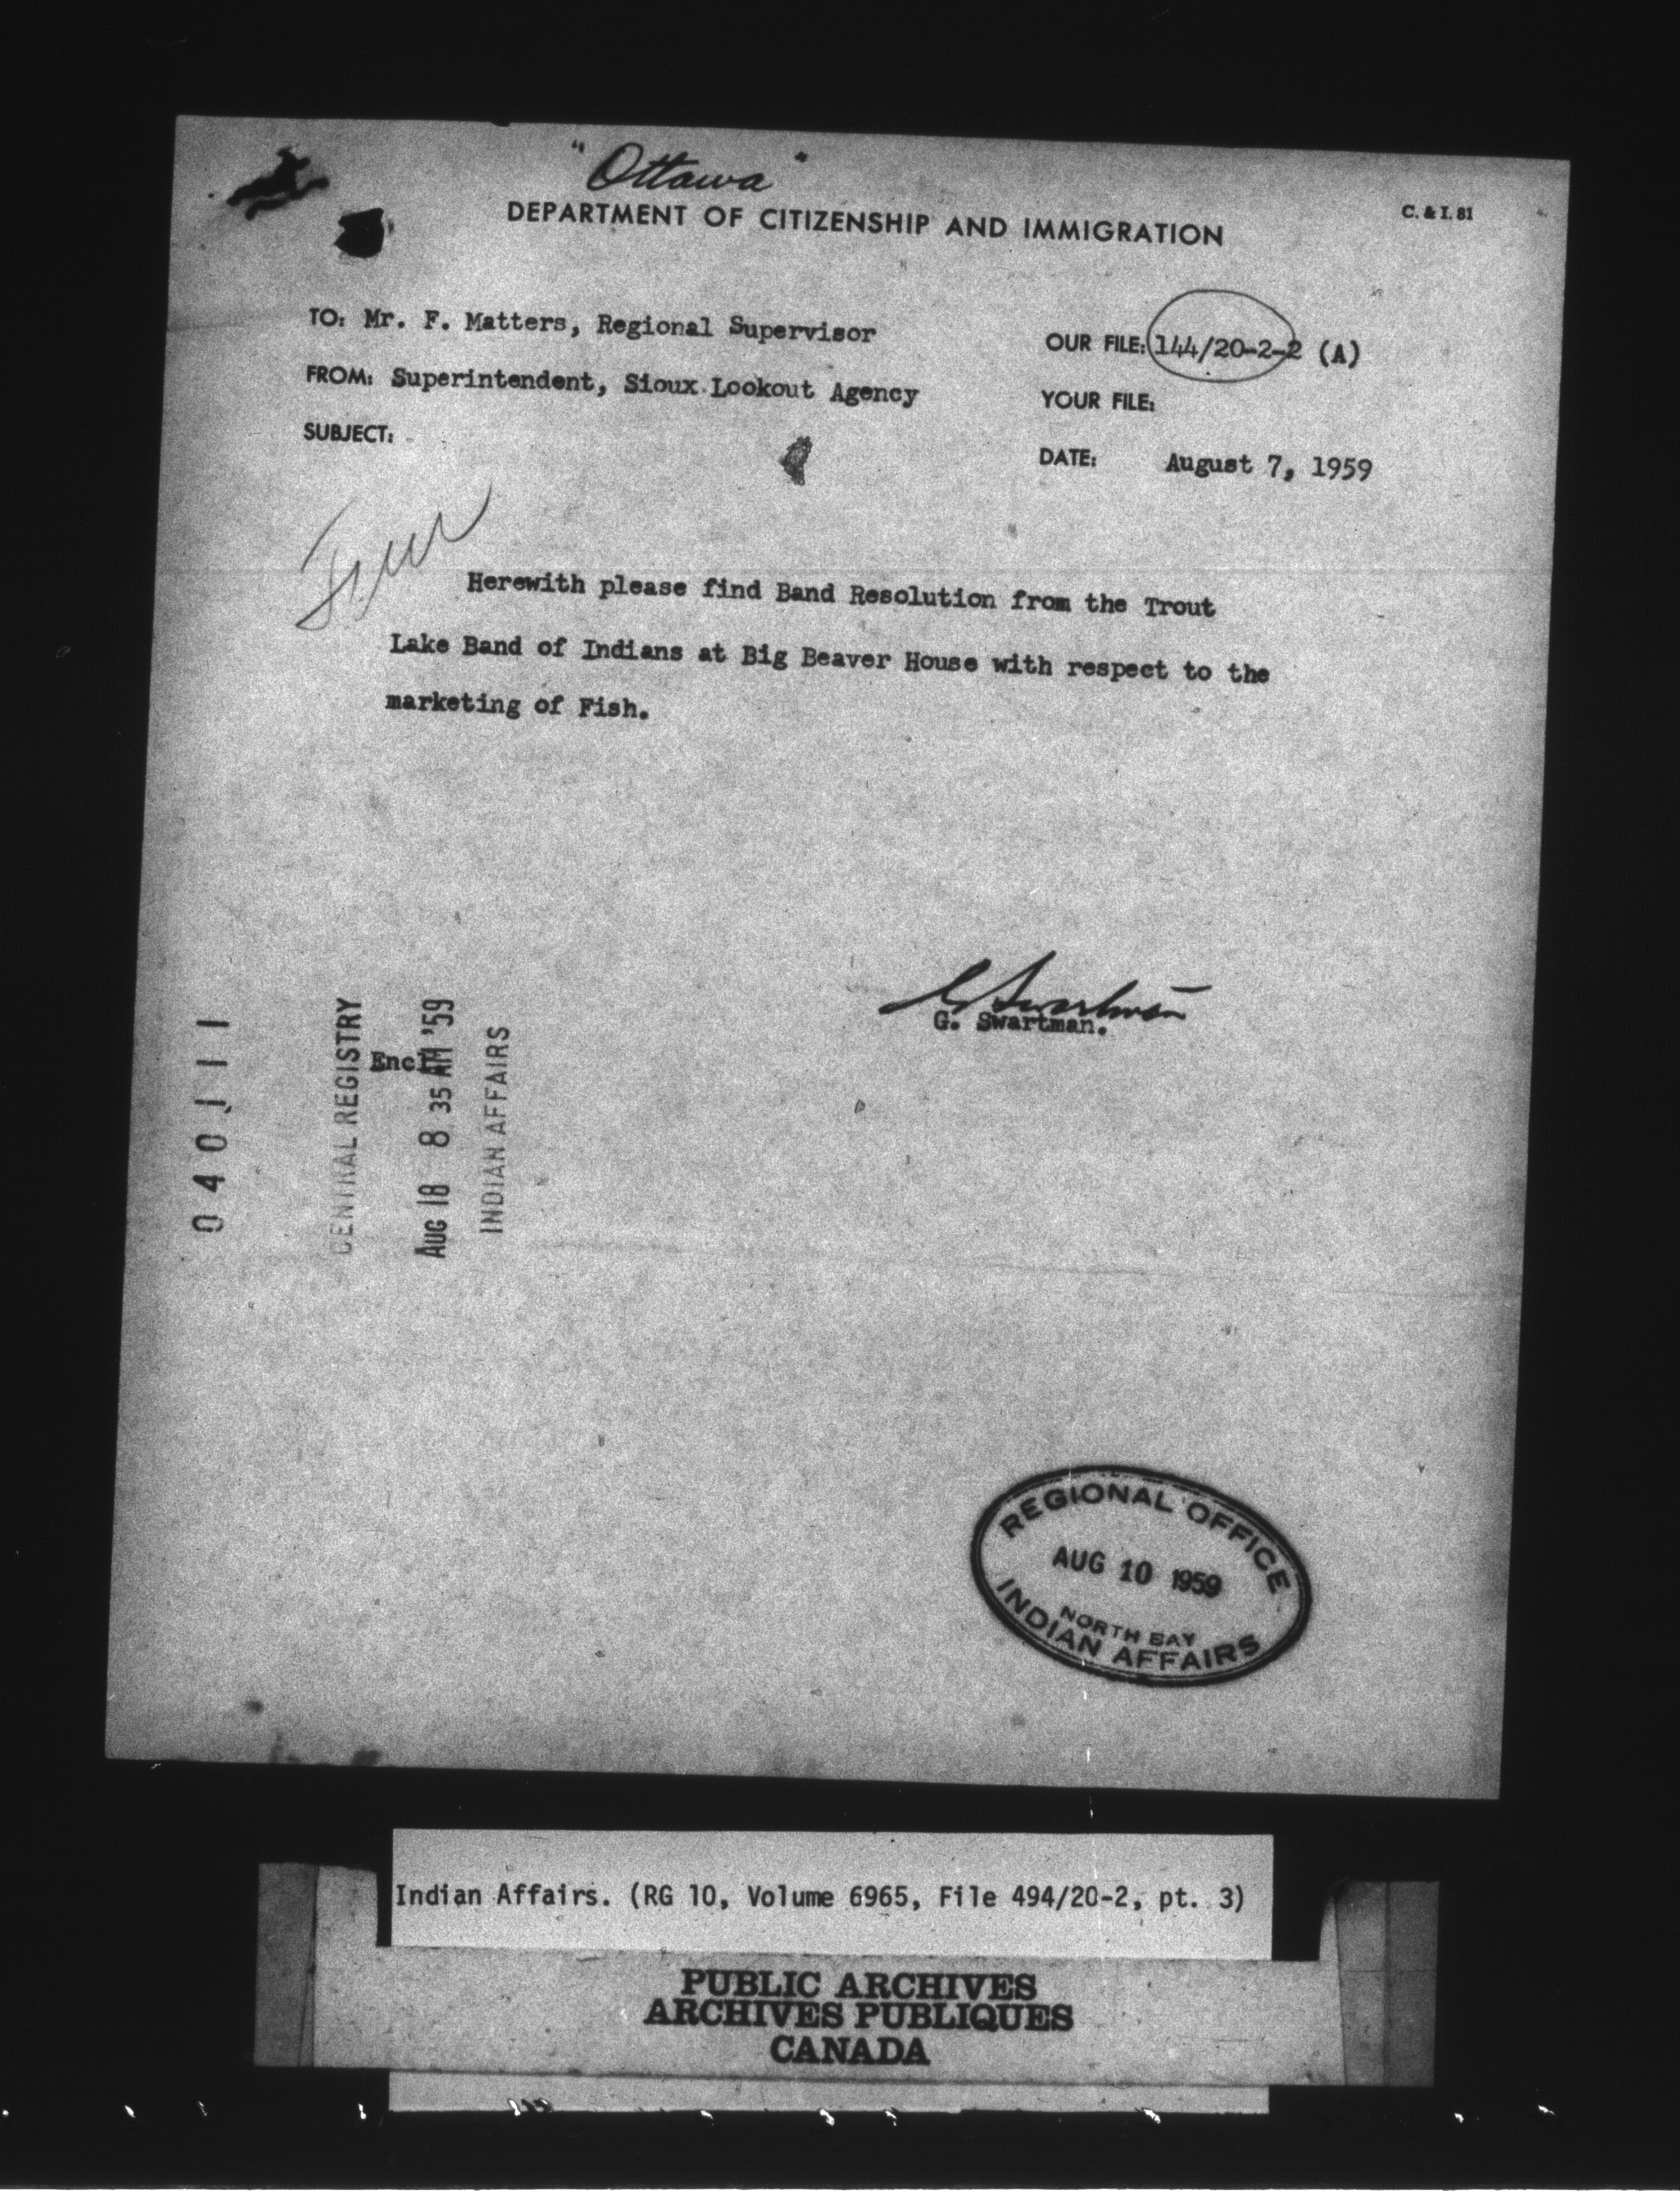 "Ottawa"
DEPARTMENT OF CITIZENSHIP AND IMMIGRATION
C. & I. 81
TO: Mr. F. Matters, Regional Supervisor
OUR FILE: 144/20-2-2 (A)
FROM: Superintendent, Sioux Lookout Agency
YOUR FILE:
SUBJECT:
DATE: August 7, 1959
Herewith please find Band Resolution from the Trout
Lake Band of Indians at Big Beaver House with respect to the
marketing of Fish.
G Swartman
G. Swartman.
Encl.
040111
CENTRAL REGISTRY
AUG 18 8 35 AM '59
INDIAN AFFAIRS
REGIONAL OFFICE
AUG 10 1959
NORTH BAY
INDIAN AFFAIRS
Indian Affairs. (RG 10, Volume 6965, File 494/20-2, pt. 3)
PUBLIC ARCHIVES
ARCHIVES PUBLIQUES
CANADA